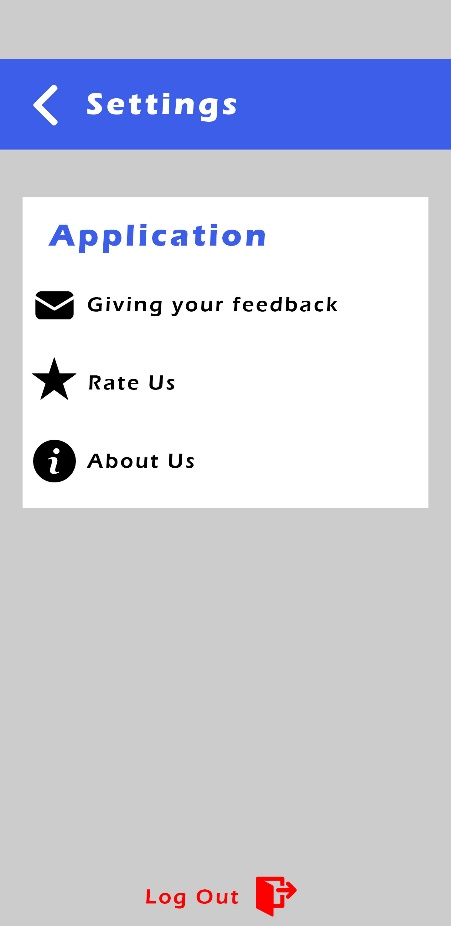 Settings
Application
Giving your feedback
Rate Us
About Us
Log Out